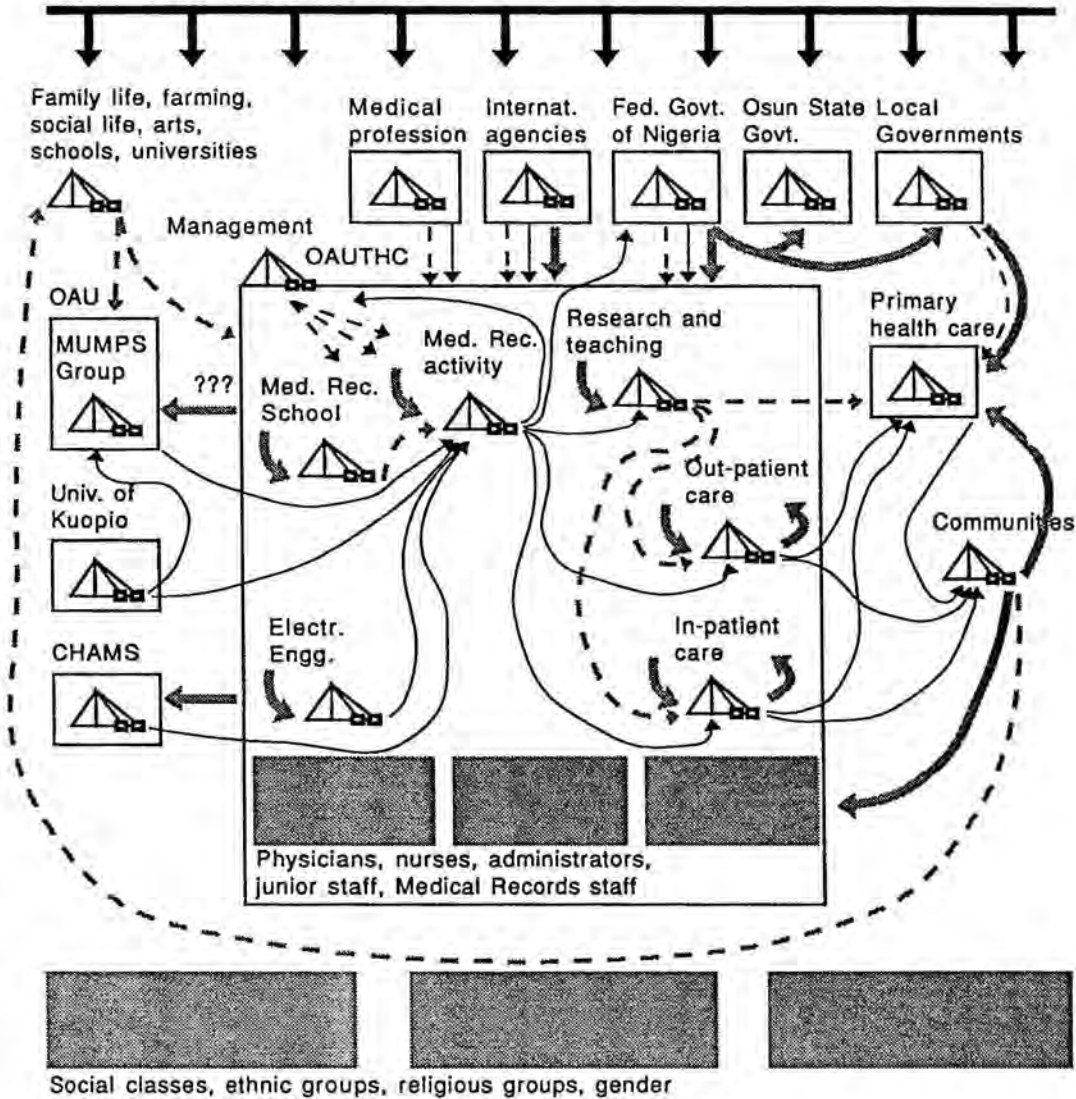 Family life, farming,
social life, arts,
schools, universities
Medical
profession
Internat.
agencies
Fed. Govt.
of Nigeria
Osun State
Govt.
Local
Governments
Management
OAUTHC
OAU
MUMPS
Group
???
Med. Rec.
School
Med. Rec.
activity
Research and
teaching
Primary
health care
Out-patient
care
Univ. of
Kuopio
Communities
CHAMS
Electr.
Engg.
In-patient
care
Physicians, nurses, administrators,
junior staff, Medical Records staff
Social classes, ethnic groups, religious groups, gender